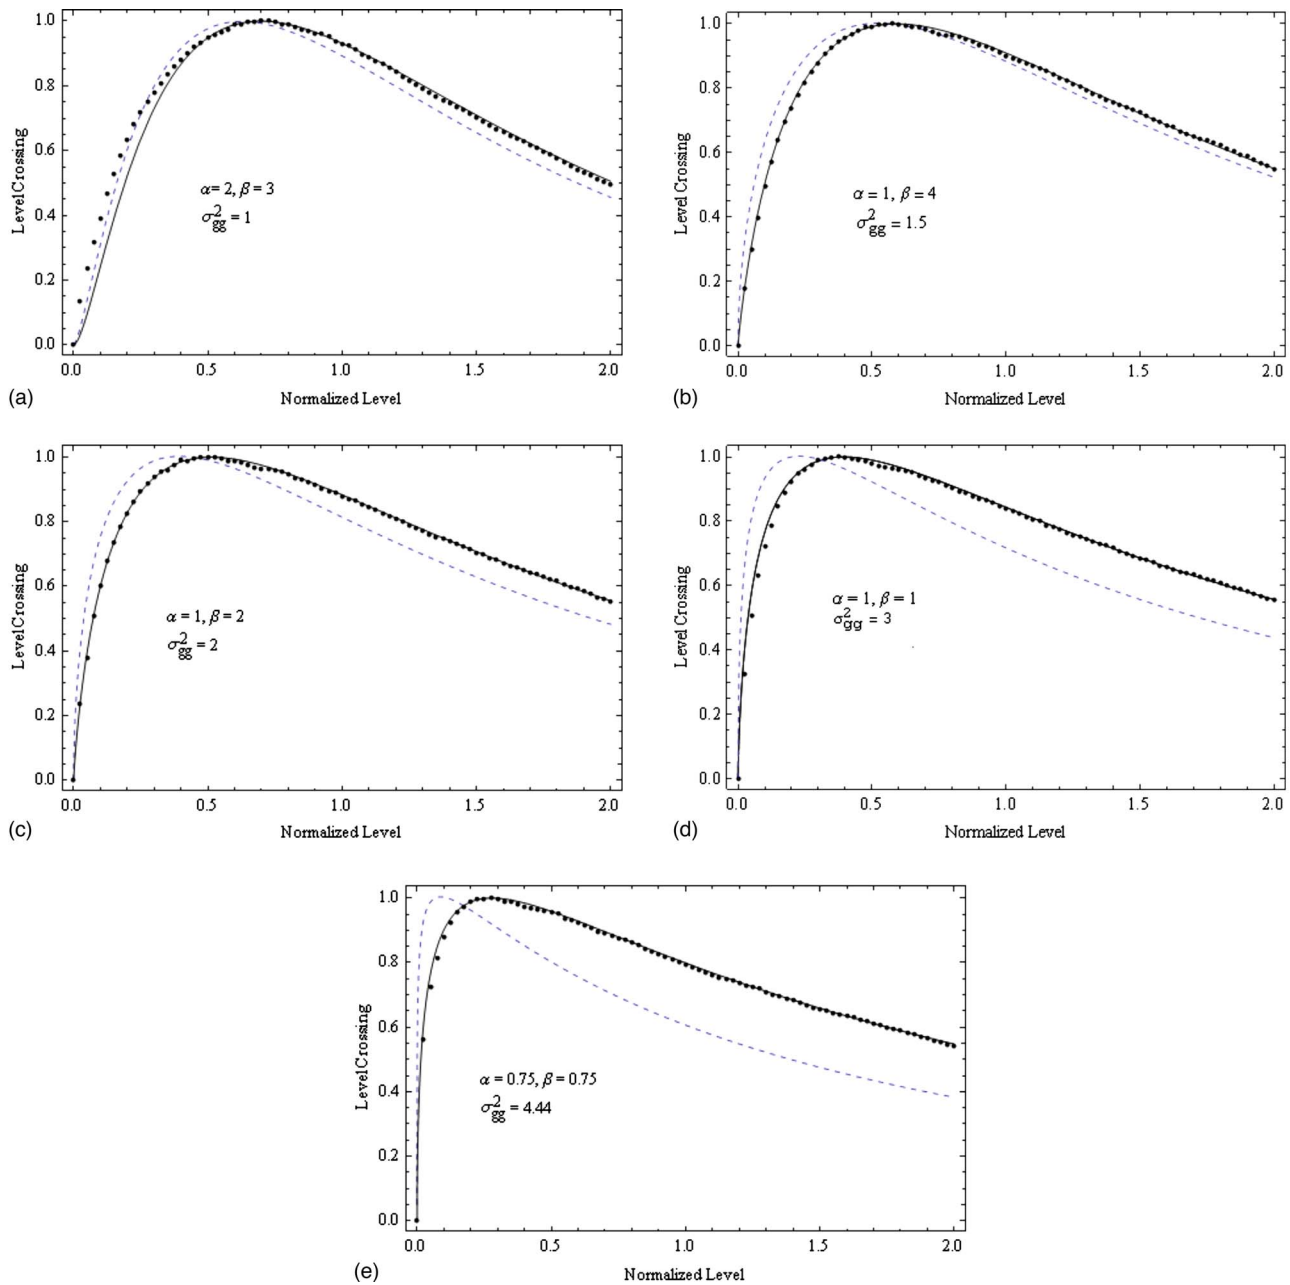 1.0
0.8
0.6
0.4
0.2
0.0
Level Crossing
α = 2, β = 3
σ²gg = 1
0.0 0.5 1.0 1.5 2.0
(a)
Normalized Level
1.0
0.8
0.6
0.4
0.2
0.0
Level Crossing
α = 1, β = 4
σ²gg = 1.5
0.0 0.5 1.0 1.5 2.0
(b)
Normalized Level
1.0
0.8
0.6
0.4
0.2
0.0
Level Crossing
α = 1, β = 2
σ²gg = 2
0.0 0.5 1.0 1.5 2.0
(c)
Normalized Level
1.0
0.8
0.6
0.4
0.2
0.0
Level Crossing
α = 1, β = 1
σ²gg = 3
0.0 0.5 1.0 1.5 2.0
(d)
Normalized Level
1.0
0.8
0.6
0.4
0.2
0.0
Level Crossing
α = 0.75, β = 0.75
σ²gg = 4.44
0.0 0.5 1.0 1.5 2.0
(e)
Normalized Level